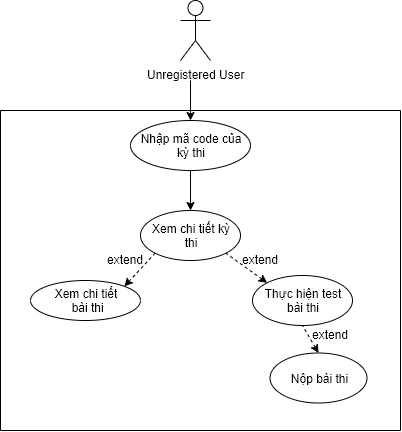 Unregistered User
Nhập mã code của
kỳ thi
Xem chi tiết kỳ
thi
extend
extend
Xem chi tiết
bài thi
Thực hiện test
bài thi
extend
Nộp bài thi